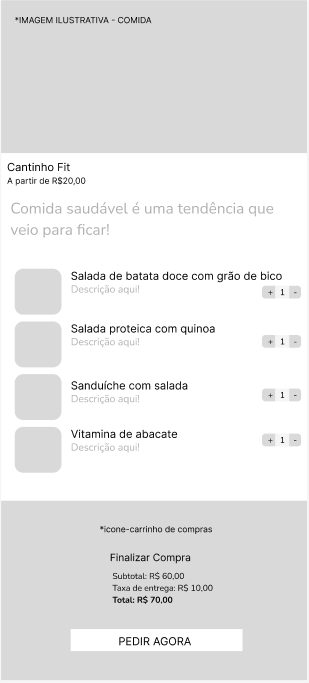 *IMAGEM ILUSTRATIVA - COMIDA
Cantinho Fit
A partir de R$20,00
Comida saudável é uma tendência que
veio para ficar!
Salada de batata doce com grão de bico
Descrição aqui!
+ 1 -
Salada proteica com quinoa
Descrição aqui!
+ 1 -
Sanduíche com salada
Descrição aqui!
+ 1 -
Vitamina de abacate
Descrição aqui!
+ 1 -
*icone-carrinho de compras
Finalizar Compra
Subtotal: R$ 60,00
Taxa de entrega: R$ 10,00
Total: R$ 70,00
PEDIR AGORA